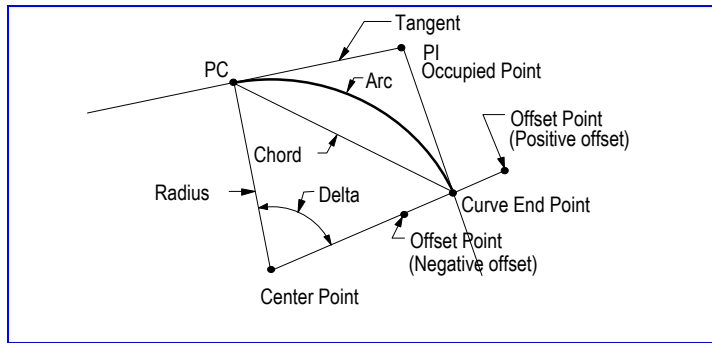 Tangent
PC
PI
Occupied Point
Arc
Offset Point
(Positive offset)
Chord
Radius
Delta
Curve End Point
Offset Point
(Negative offset)
Center Point